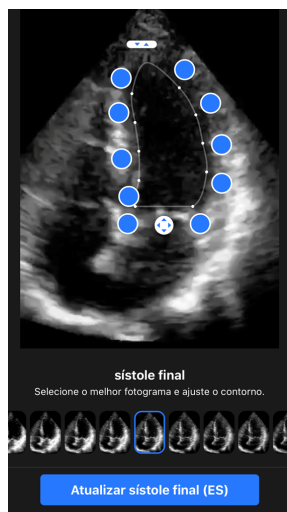 sístole final
Selecione o melhor fotograma e ajuste o contorno.
Atualizar sístole final (ES)